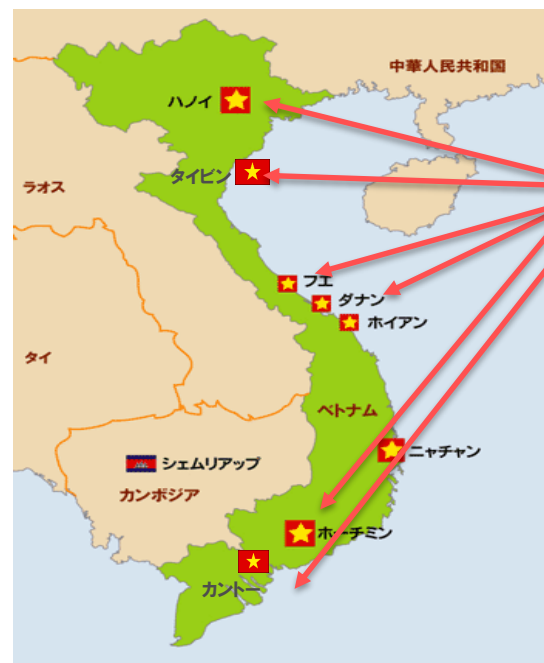 中華人民共和国
ハノイ
タイビン
ラオス
フエ
ダナン
ホイアン
タイ
ベトナム
ニャチャン
シェムリアップ
カンボジア
ホーチミン
カントー